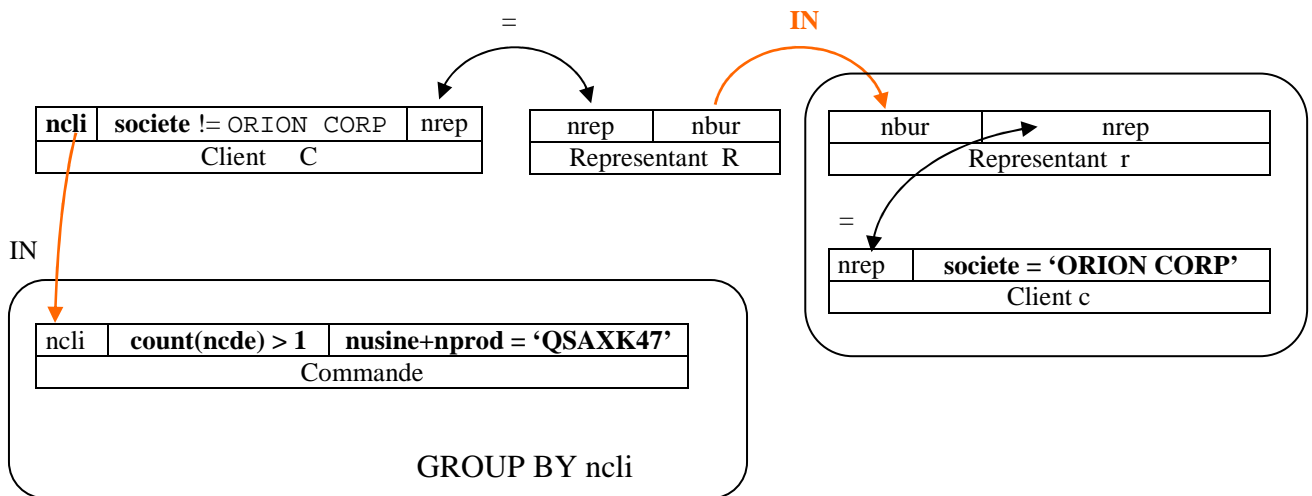 =
IN
ncli societe != ORION CORP nrep
Client C
nrep nbur
Representant R
nbur nrep
Representant r
=
nrep societe = ‘ORION CORP’
Client c
IN
ncli count(ncde) > 1 nusine+nprod = ‘QSAXK47’
Commande
GROUP BY ncli